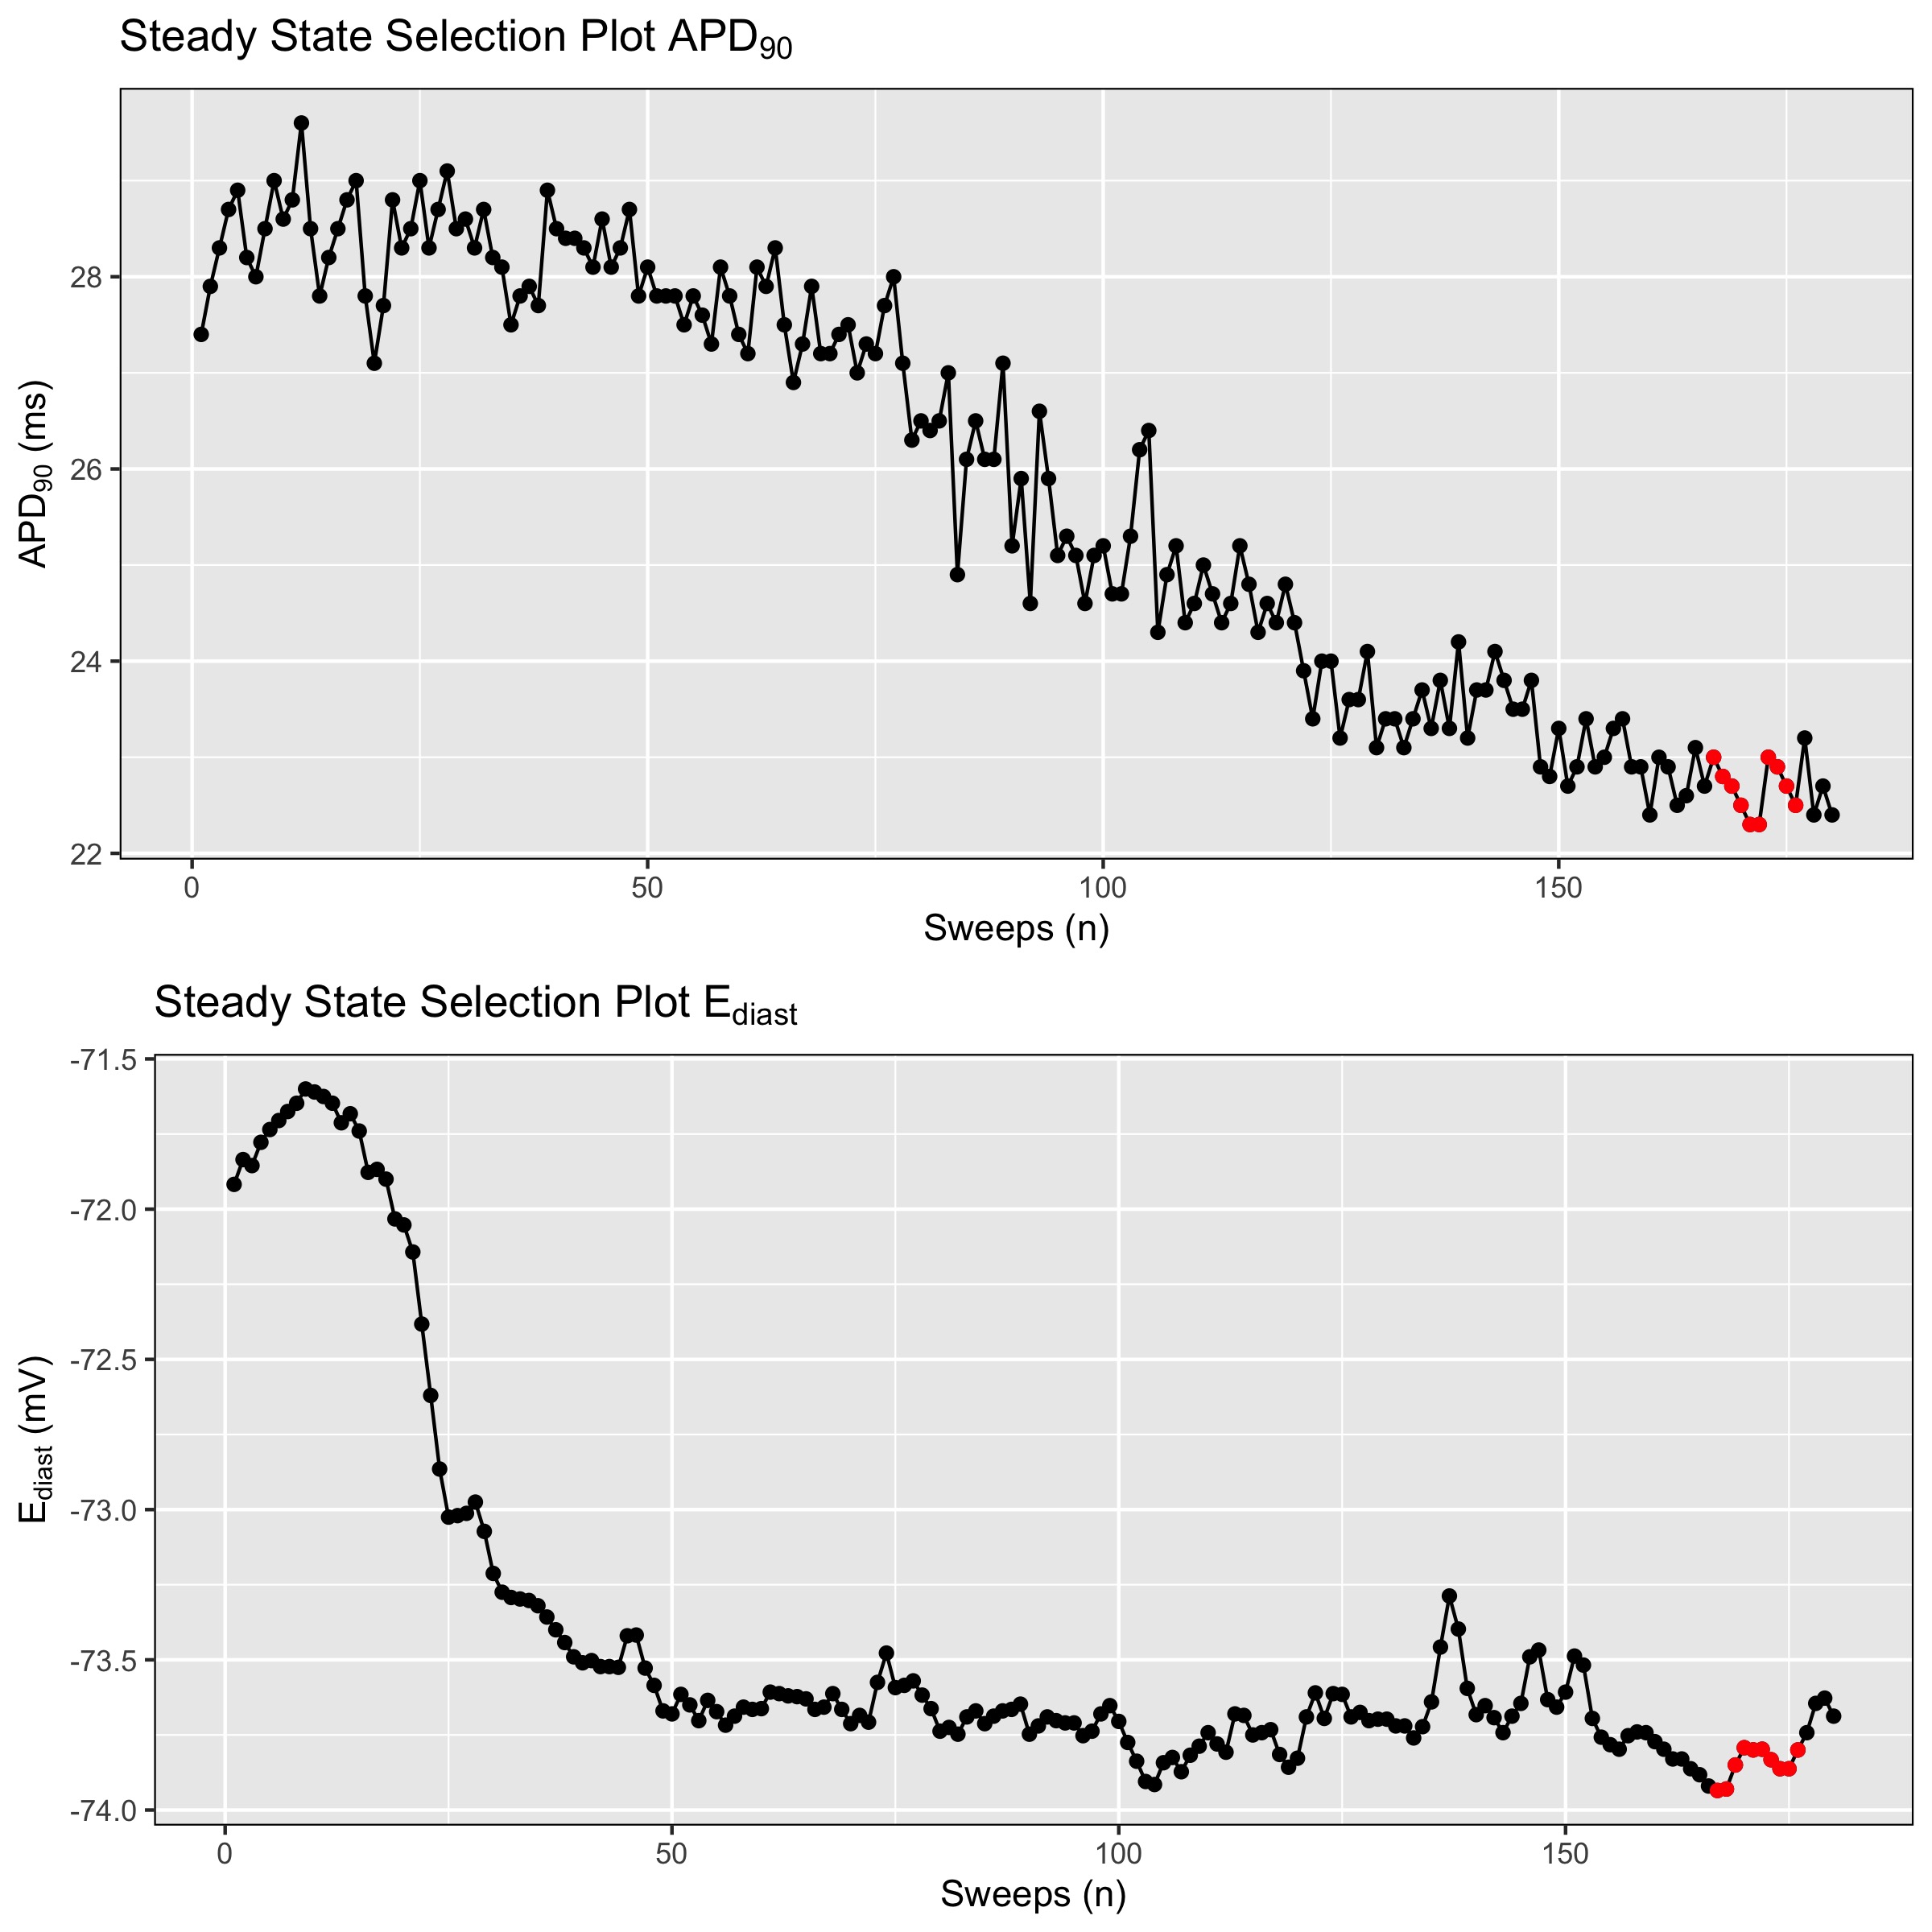 Steady State Selection Plot APD90
APD90 (ms)
28
26
24
22
0 50 100 150
Sweeps (n)
Steady State Selection Plot Ediast
Ediast (mV)
-71.5
-72.0
-72.5
-73.0
-73.5
-74.0
0 50 100 150
Sweeps (n)